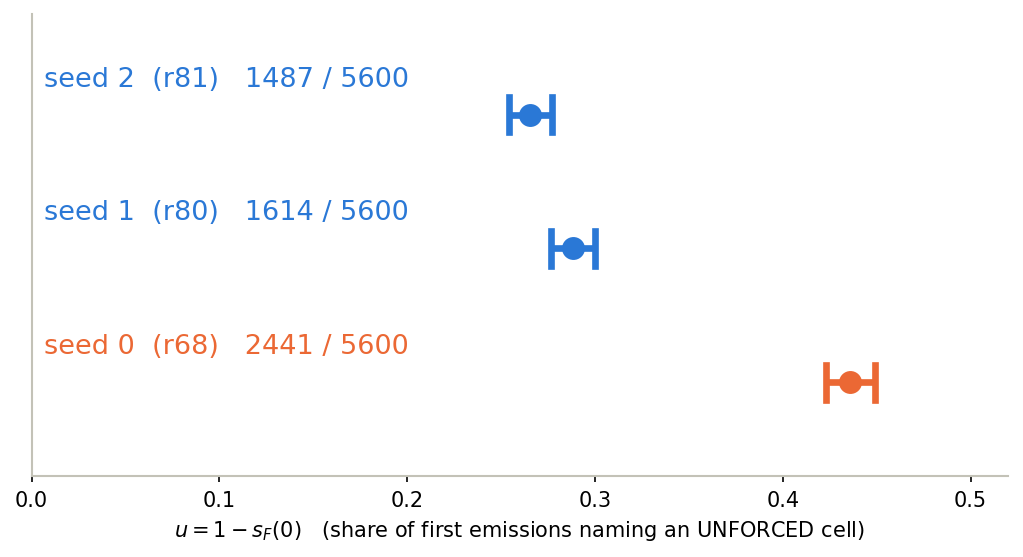 seed 2 (r81) 1487 / 5600
seed 1 (r80) 1614 / 5600
seed 0 (r68) 2441 / 5600
0.0 0.1 0.2 0.3 0.4 0.5
u = 1 − s_F(0) (share of first emissions naming an UNFORCED cell)